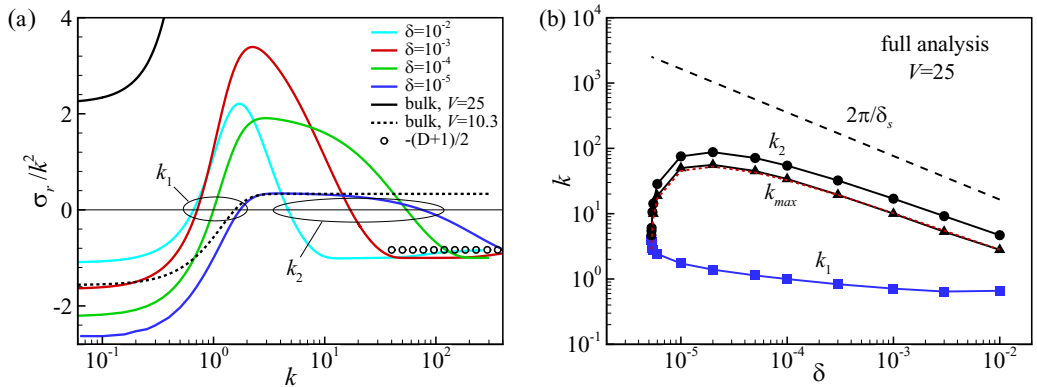 (a)
4
2
0
-2
σr/k²
10⁻¹
10⁰
10¹
10²
k
δ=10⁻²
δ=10⁻³
δ=10⁻⁴
δ=10⁻⁵
bulk, V=25
bulk, V=10.3
-(D+1)/2
k₁
k₂
(b)
10⁴
10³
10²
10¹
10⁰
10⁻¹
k
10⁻⁵
10⁻⁴
10⁻³
10⁻²
δ
full analysis
V=25
2π/δₛ
k₂
kmax
k₁